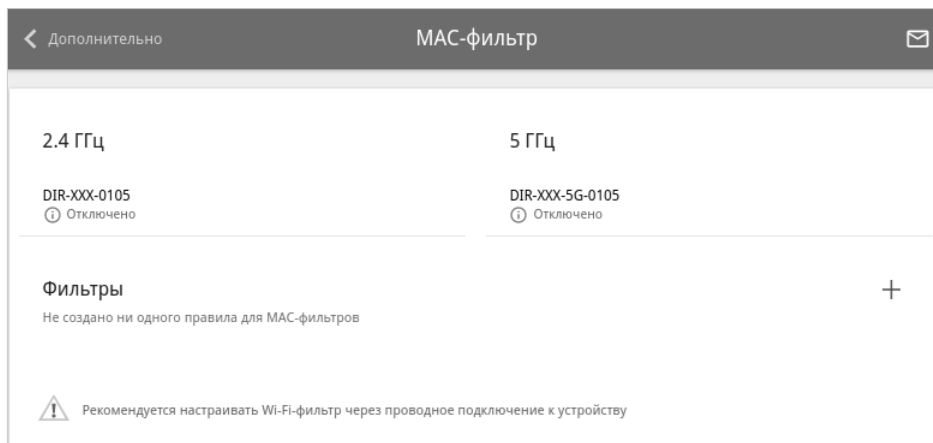 Дополнительно
MAC-фильтр
2.4 ГГц
5 ГГц
DIR-XXX-0105
DIR-XXX-5G-0105
Отключено
Отключено
Фильтры
Не создано ни одного правила для MAC-фильтров
Рекомендуется настраивать Wi-Fi-фильтр через проводное подключение к устройству